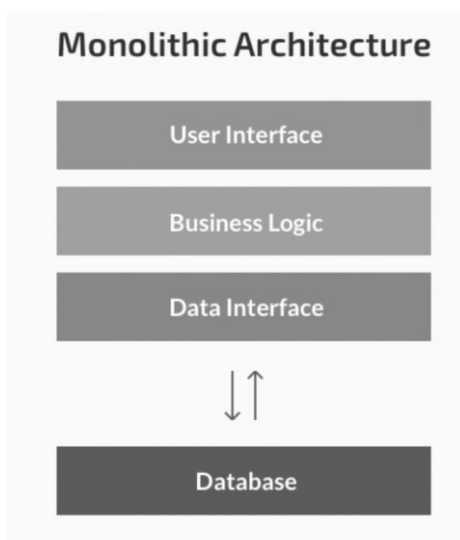 Monolithic Architecture
User Interface
Business Logic
Data Interface
Database